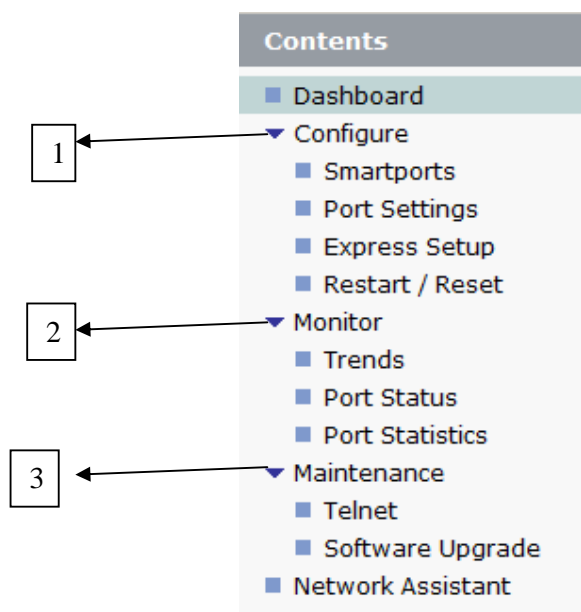 Contents
Dashboard
1
Configure
Smartports
Port Settings
Express Setup
Restart / Reset
2
Monitor
Trends
Port Status
Port Statistics
3
Maintenance
Telnet
Software Upgrade
Network Assistant